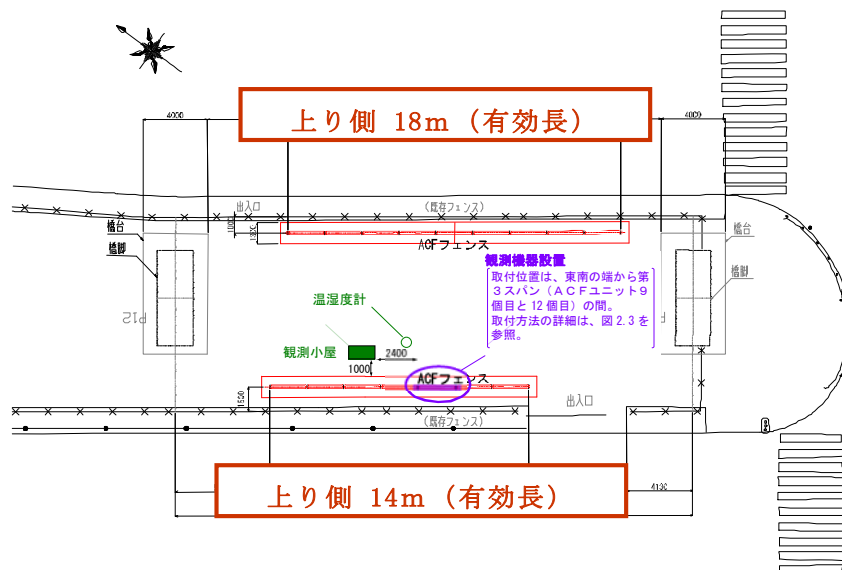 上り側 18m（有効長）
4000
4000
出入口
（既存フェンス）
橋台
橋脚
1000
ACFフェンス
橋台
橋脚
観測機器設置
取付位置は、東南の端から第
３スパン（ＡＣＦユニット９
個目と 12 個目）の間。
取付方法の詳細は、図 2.3 を
参照。
P12
温湿度計
観測小屋
2400
1000
ACFフェンス
1500
出入口
（既存フェンス）
上り側 14m（有効長）